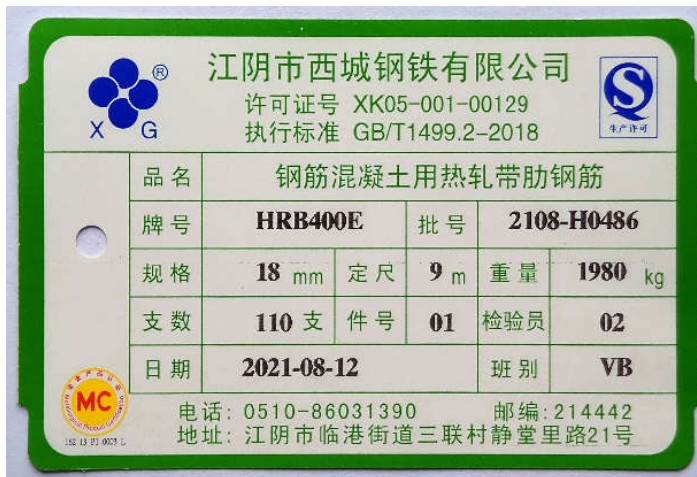 江阴市西城钢铁有限公司
许可证号 XK05-001-00129
执行标准 GB/T1499.2-2018
®
X G
生产许可
品名 钢筋混凝土用热轧带肋钢筋
牌号 HRB400E 批号 2108-H0486
规格 18 mm 定尺 9 m 重量 1980 kg
支数 110 支 件号 01 检验员 02
日期 2021-08-12 班别 VB
MC
电话: 0510-86031390 邮编: 214442
地址: 江阴市临港街道三联村静堂里路21号